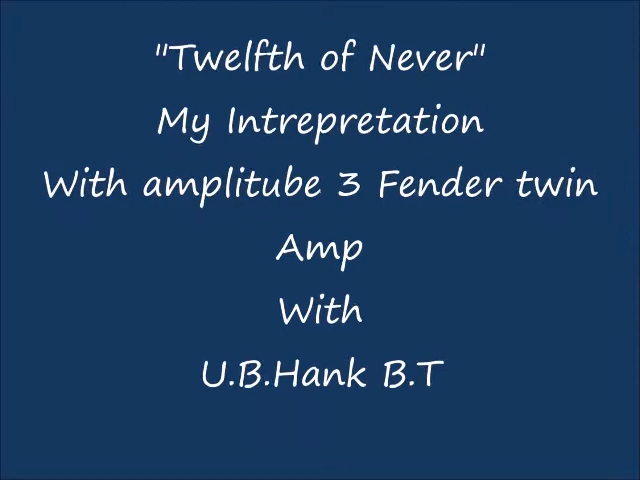 "Twelfth of Never"
My Intrepretation
With amplitube 3 Fender twin
Amp
With
U.B.Hank B.T